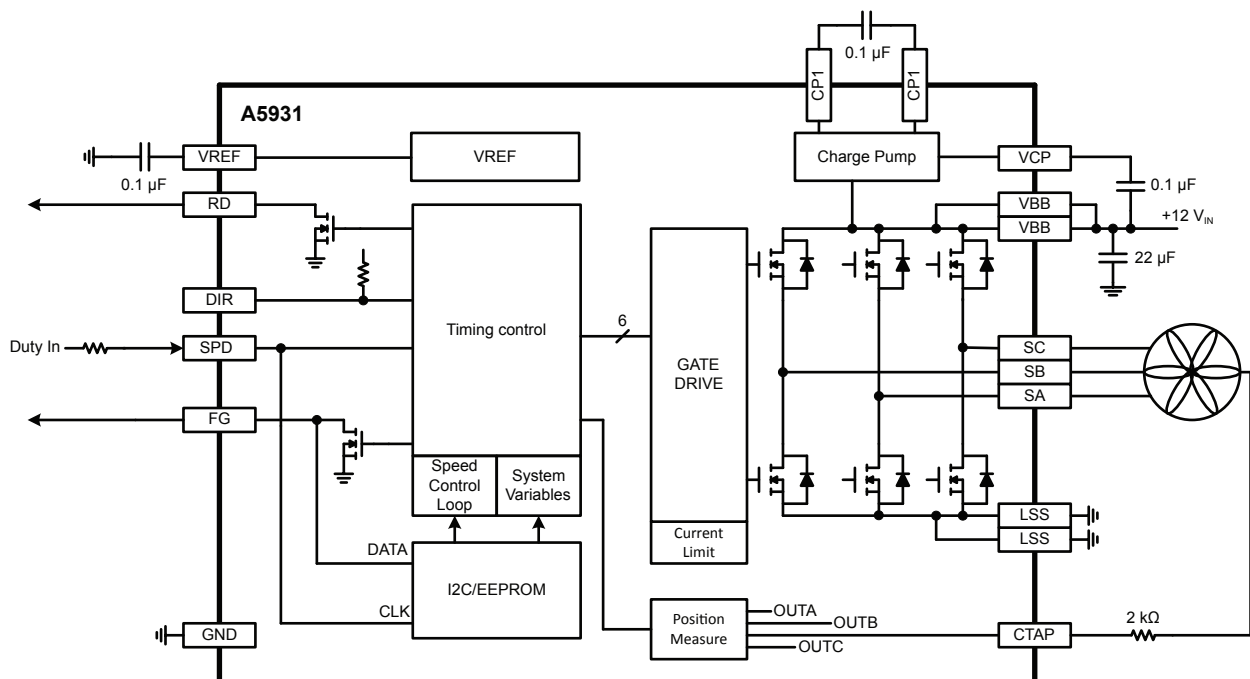 0.1 µF
CP1
CP1
A5931
VREF
0.1 µF
VREF
Charge Pump
VCP
0.1 µF
RD
VBB
VBB
+12 VIN
22 µF
DIR
Duty In
SPD
Timing control
6
GATE
DRIVE
SC
SB
SA
FG
Speed
Control
Loop
System
Variables
Current
Limit
LSS
LSS
DATA
I2C/EEPROM
CLK
Position
Measure
OUTA
OUTB
OUTC
GND
CTAP
2 kΩ